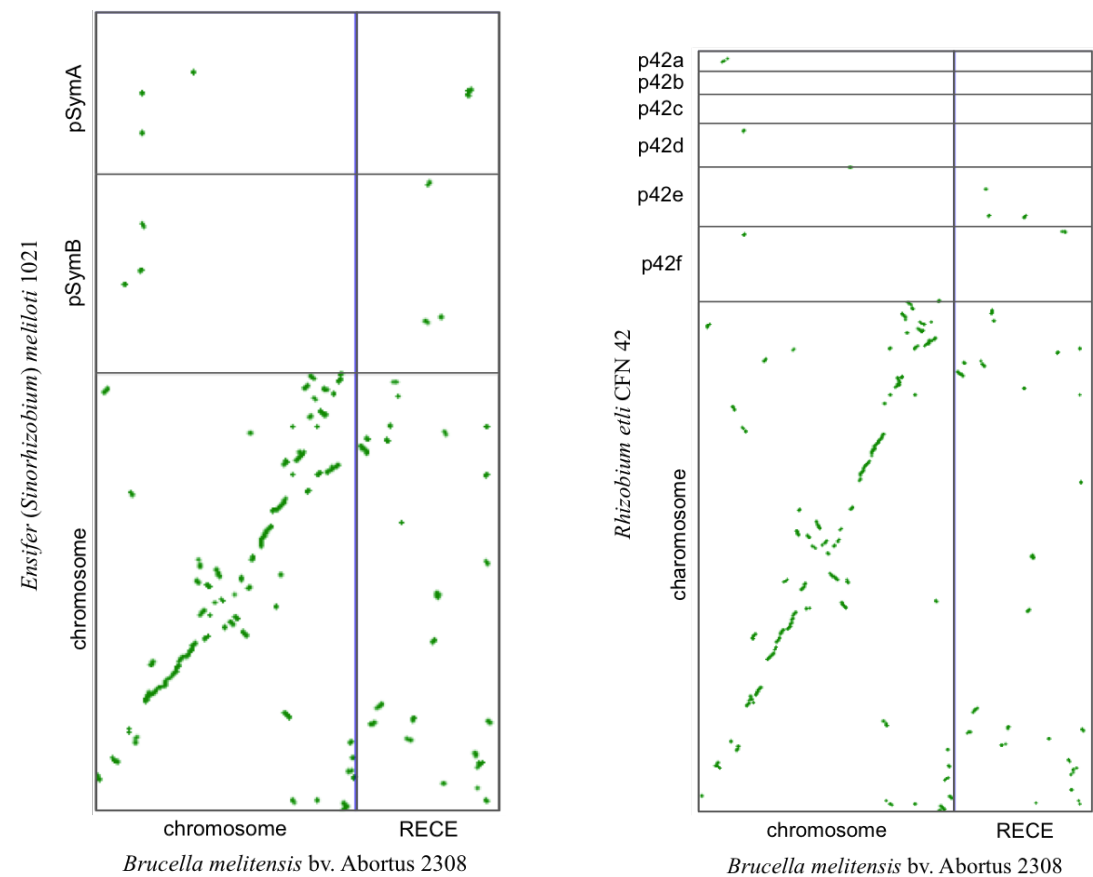 pSymA
pSymB
chromosome
Ensifer (Sinorhizobium) meliloti 1021
chromosome
RECE
Brucella melitensis bv. Abortus 2308
p42a
p42b
p42c
p42d
p42e
p42f
charomosome
Rhizobium etli CFN 42
chromosome
RECE
Brucella melitensis bv. Abortus 2308